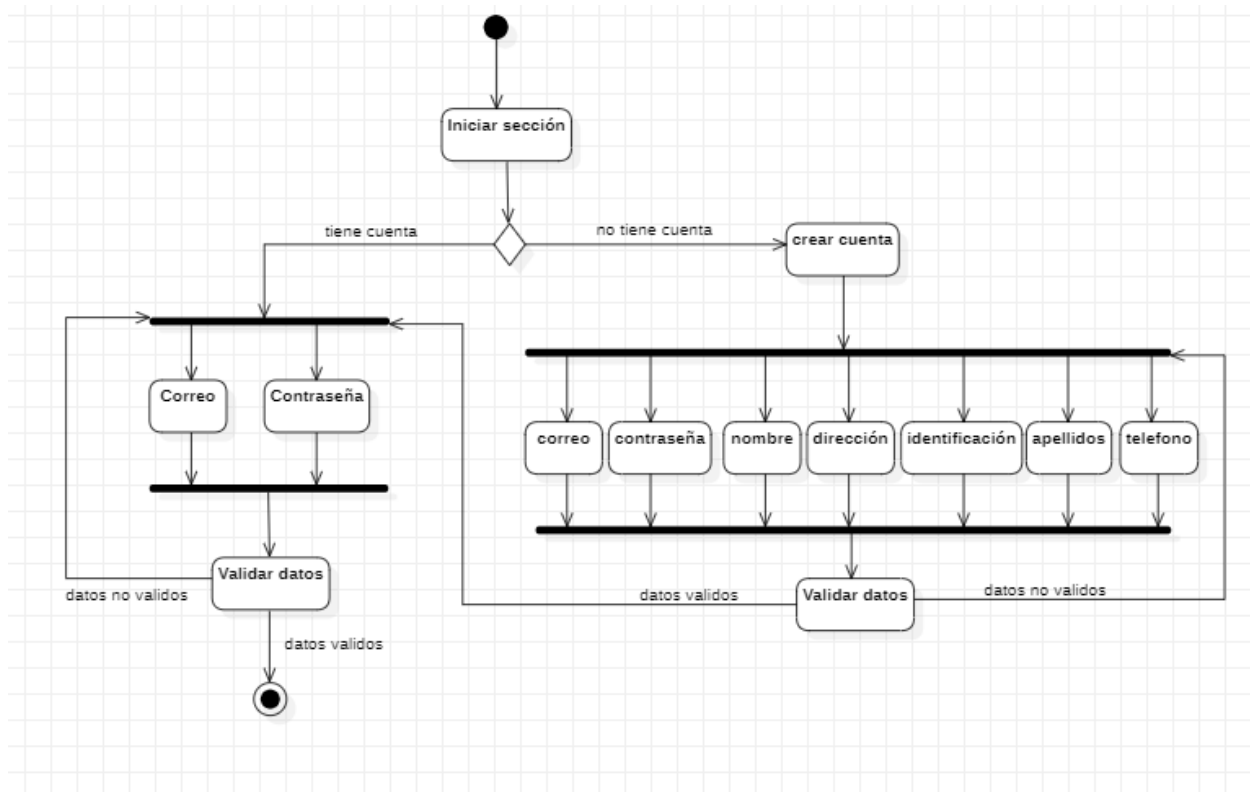 Iniciar sección
tiene cuenta
no tiene cuenta
crear cuenta
Correo
Contraseña
correo
contraseña
nombre
dirección
identificación
apellidos
telefono
Validar datos
datos no validos
datos validos
Validar datos
datos validos
datos no validos